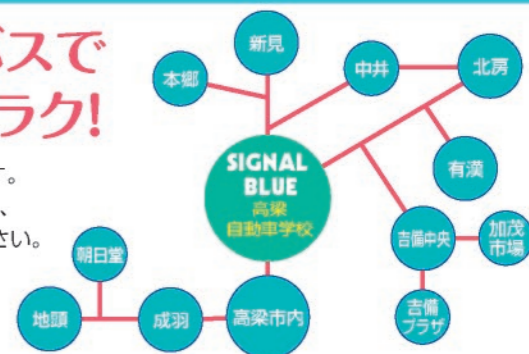 バスで
ラク!
す。
、
さい。
新見
本郷
中井
北房
有漢
SIGNAL
BLUE
高梁
自動車学校
吉備中央
加茂
市場
吉備
プラザ
朝日堂
地頭
成羽
高梁市内